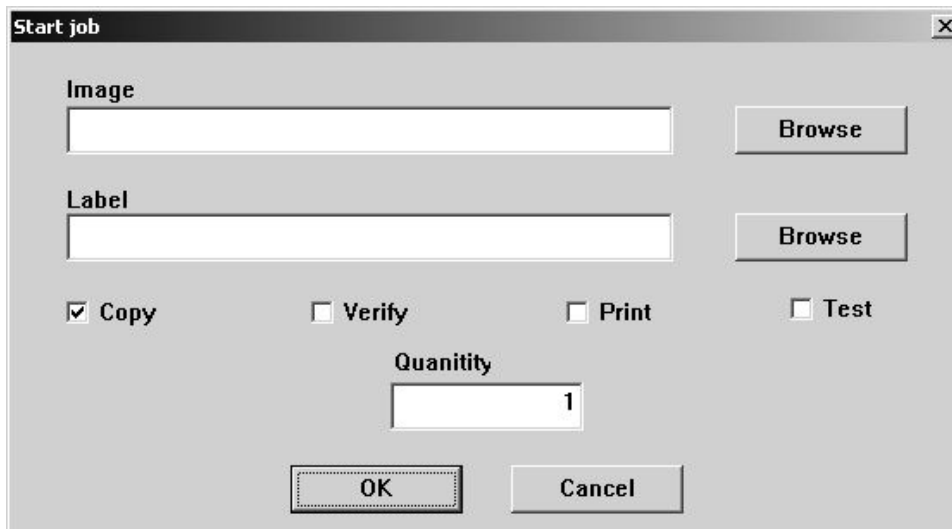 Start job
Image
Browse
Label
Browse
Copy Verify Print Test
Quanitity
1
OK Cancel